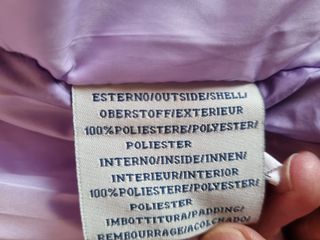 ESTERNO/OUTSIDE/SHELL/
OBERSTOFF/EXTERIEUR
100%POLIESTERE/POLYESTER/
POLIESTER
INTERNO/INSIDE/INNEN/
INTERIEUR/INTERIOR
100%POLIESTERE/POLYESTER/
POLIESTER
IMBOTTITURA/PADDING/
REMBOURRAGE/ACOLCHADO/